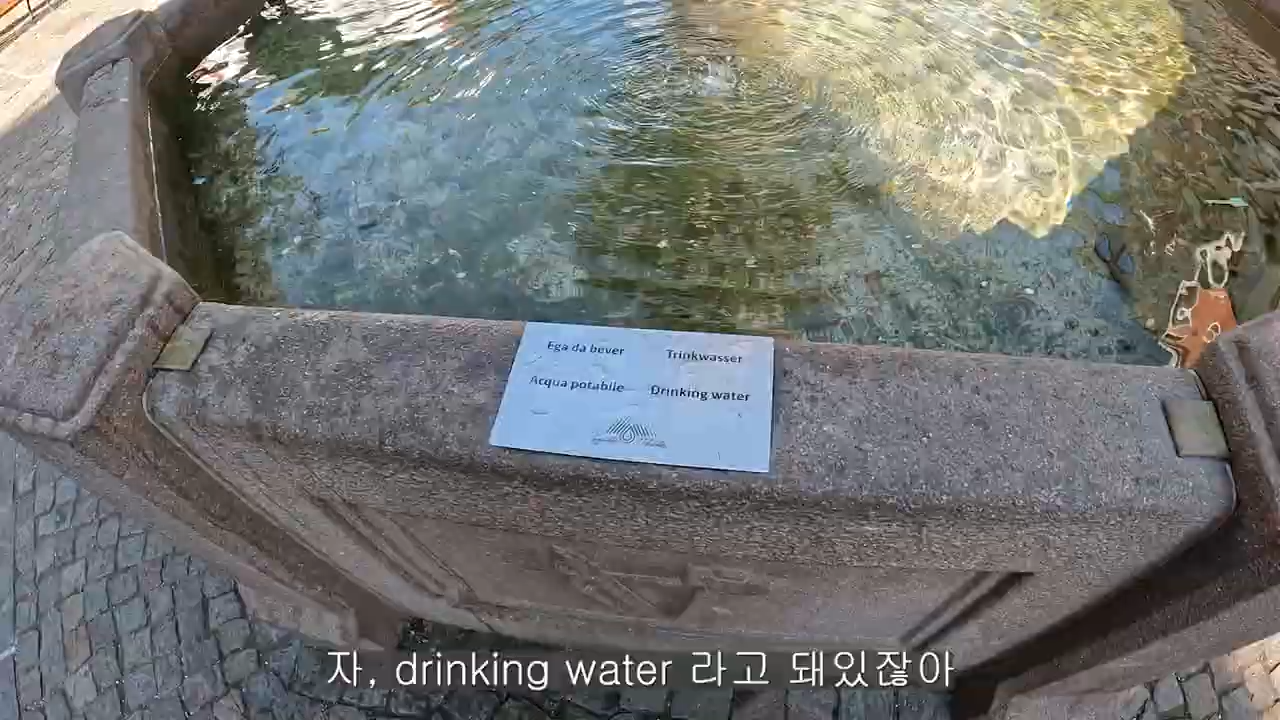 Ega da bever Trinkwasser
Acqua potabile Drinking water
자, drinking water 라고 돼있잖아